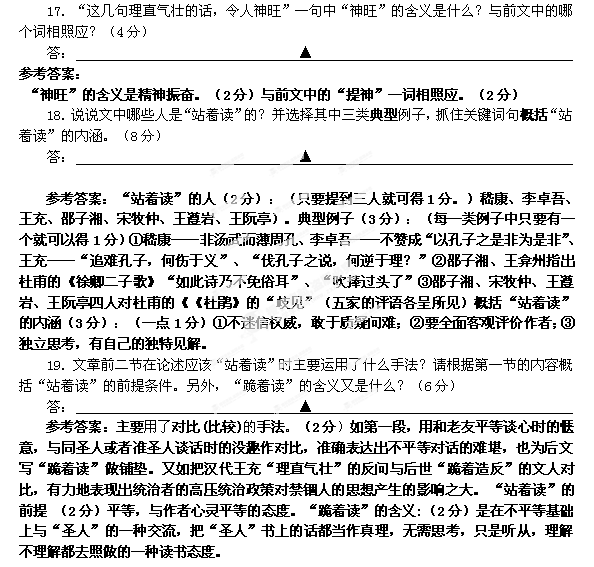 17. “这几句理直气壮的话，令人神旺”一句中“神旺”的含义是什么？与前文中的哪
个词相照应？（4分）
答：▲
参考答案：
“神旺”的含义是精神振奋。（2分）与前文中的“提神”一词相照应。（2分）
18. 说说文中哪些人是“站着读”的？并选择其中三类典型例子，抓住关键词句概括“站
着读”的内涵。（8分）
答：▲
参考答案：“站着读”的人（2分）：（只要提到三人就可得1分。）嵇康、李卓吾、
王充、邵子湘、宋牧仲、王遵岩、王阮亭）。典型例子（3分）：（每一类例子中只要有一
个就可以得1分）①嵇康——非汤武而薄周孔、李卓吾——不赞成“以孔子之是非为是非”、
王充——“追难孔子，何伤于义”、“伐孔子之说，何逆于理？”②邵子湘、王弇州指出
杜甫的《徐卿二子歌》“如此诗乃不免俗耳”、“吹捧过头了”③邵子湘、宋牧仲、王遵
岩、王阮亭四人对杜甫的《《杜鹃》的“歧见”（五家的评语各呈所见）概括“站着读”
的内涵（3分）：（一点1分）①不迷信权威，敢于质疑问难；②要全面客观评价作者；③
独立思考，有自己的独特见解。
19. 文章前二节在论述应该“站着读”时主要运用了什么手法？请根据第一节的内容概
括“站着读”的前提条件。另外，“跪着读”的含义又是什么？（6分）
答：▲
参考答案：主要用了对比（比较）的手法。（2分）如第一段，用和老友平等谈心时的惬
意，与同圣人或者准圣人谈话时的没趣作对比，准确表达出不平等对话的难堪，也为后文
写“跪着读”做铺垫。又如把汉代王充“理直气壮”的反问与后世“跪着造反”的文人对
比，有力地表现出统治者的高压统治政策对禁锢人的思想产生的影响之大。“站着读”的
前提 （2分）平等，与作者心灵平等的态度。“跪着读”的含义：（2分）是在不平等基础
上与“圣人”的一种交流，把“圣人”书上的话都当作真理，无需思考，只是听从，理解
不理解都去照做的一种读书态度。